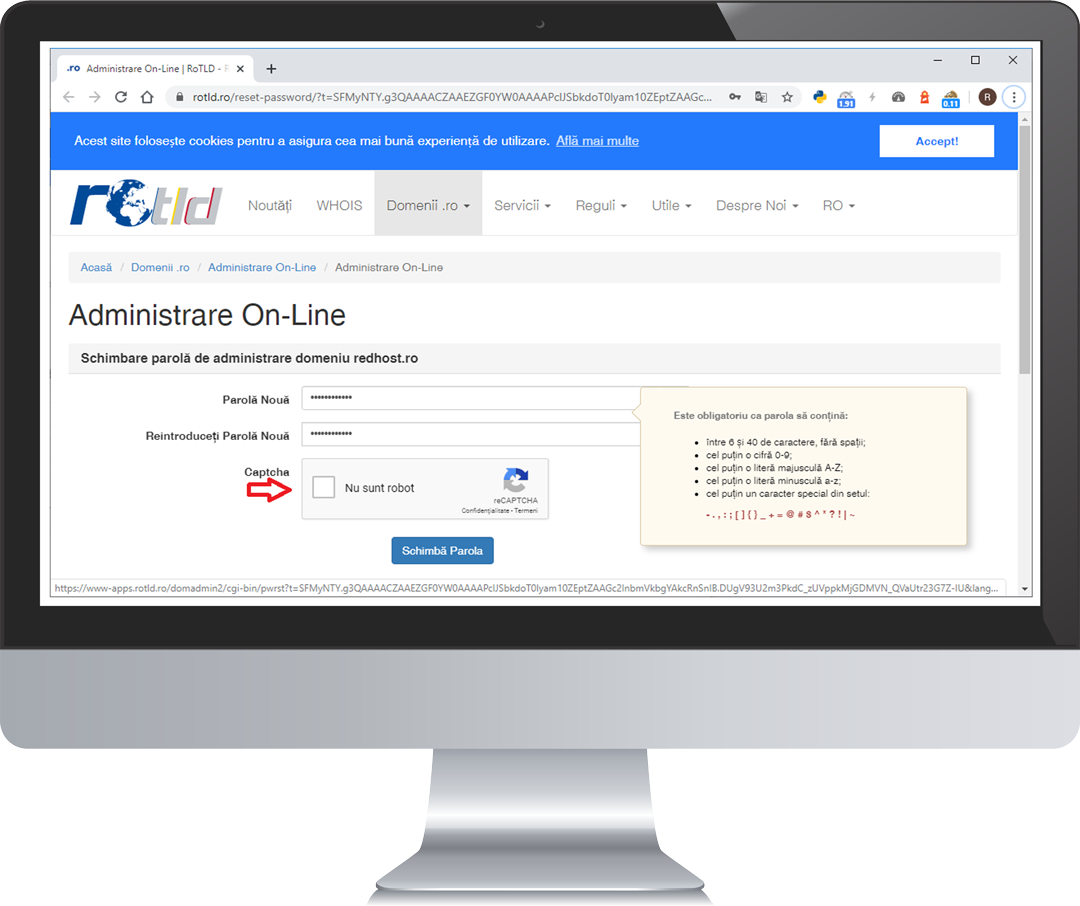 .ro Administrare On-Line | RoTLD - R
rotld.ro/reset-password/?t=SFMyNTY.g3QAAAACZAAEZGF0YW0AAAAPclJSbkdoT0lyam10ZEptZAAGc...
1.91
0.11
R
Acest site folosește cookies pentru a asigura cea mai bună experiență de utilizare. Află mai multe
Accept!
rotld
Noutăți WHOIS Domenii .ro Servicii Reguli Utile Despre Noi RO
Acasă / Domenii .ro / Administrare On-Line / Administrare On-Line
Administrare On-Line
Schimbare parolă de administrare domeniu redhost.ro
Parolă Nouă ••••••••••••
Reintroduceți Parolă Nouă ••••••••••••
Captcha
Nu sunt robot
reCAPTCHA
Confidențialitate - Termeni
Schimbă Parola
Este obligatoriu ca parola să conțină:
• între 6 și 40 de caractere, fără spații;
• cel puțin o cifră 0-9;
• cel puțin o literă majusculă A-Z;
• cel puțin o literă minusculă a-z;
• cel puțin un caracter special din setul:
- . , : ; [ ] { } _ + = @ # $ ^ * ? ! | ~
https://www-apps.rotld.ro/domadmin2/cgi-bin/pwrst?t=SFMyNTY.g3QAAAACZAAEZGF0YW0AAAAPclJSbkdoT0lyam10ZEptZAAGc2lnbmVkbgYAkcRnSnIB.DUgV93U2m3PkdC_zUVppkMjGDMVN_QVaUtr23G7Z-IU&lang...